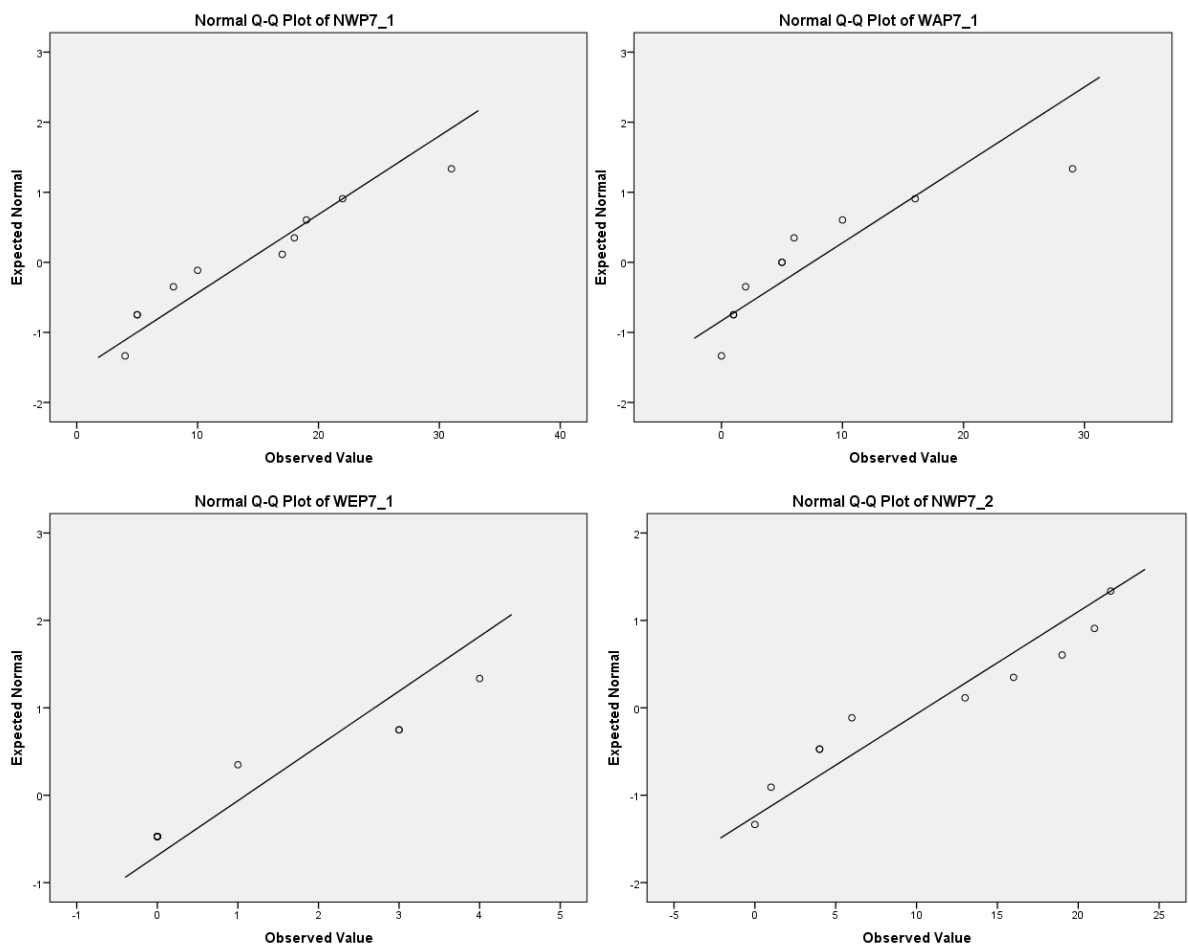 Normal Q-Q Plot of NWP7_1
3
2
1
0
-1
-2
Expected Normal
0 10 20 30 40
Observed Value
Normal Q-Q Plot of WAP7_1
3
2
1
0
-1
-2
Expected Normal
0 10 20 30
Observed Value
Normal Q-Q Plot of WEP7_1
3
2
1
0
-1
Expected Normal
-1 0 1 2 3 4 5
Observed Value
Normal Q-Q Plot of NWP7_2
2
1
0
-1
-2
Expected Normal
-5 0 5 10 15 20 25
Observed Value